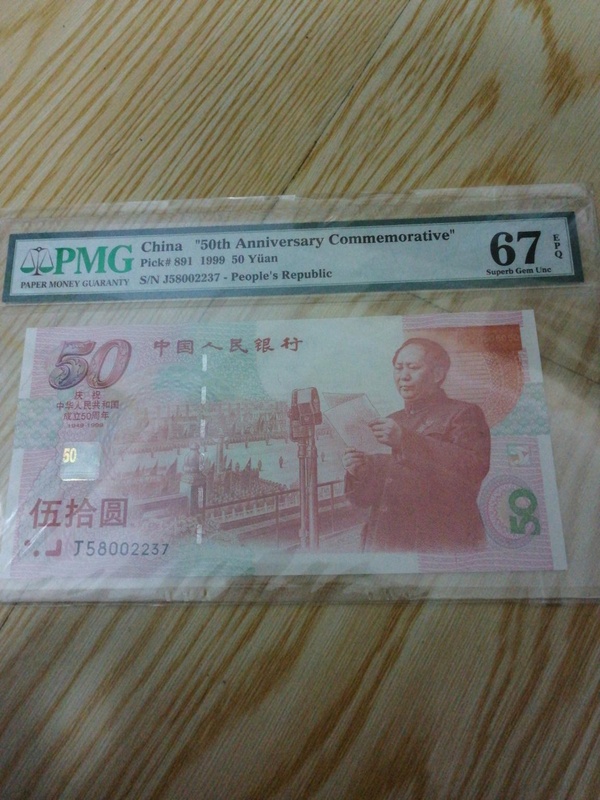 PMG
PAPER MONEY GUARANTY
China "50th Anniversary Commemorative"
Pick# 891 1999 50 Yüan
S/N J58002237 - People's Republic
67 EPQ
Superb Gem Unc
50
中国人民银行
庆祝
中华人民共和国
成立50周年
1949-1999
50
伍拾圆
J58002237
50